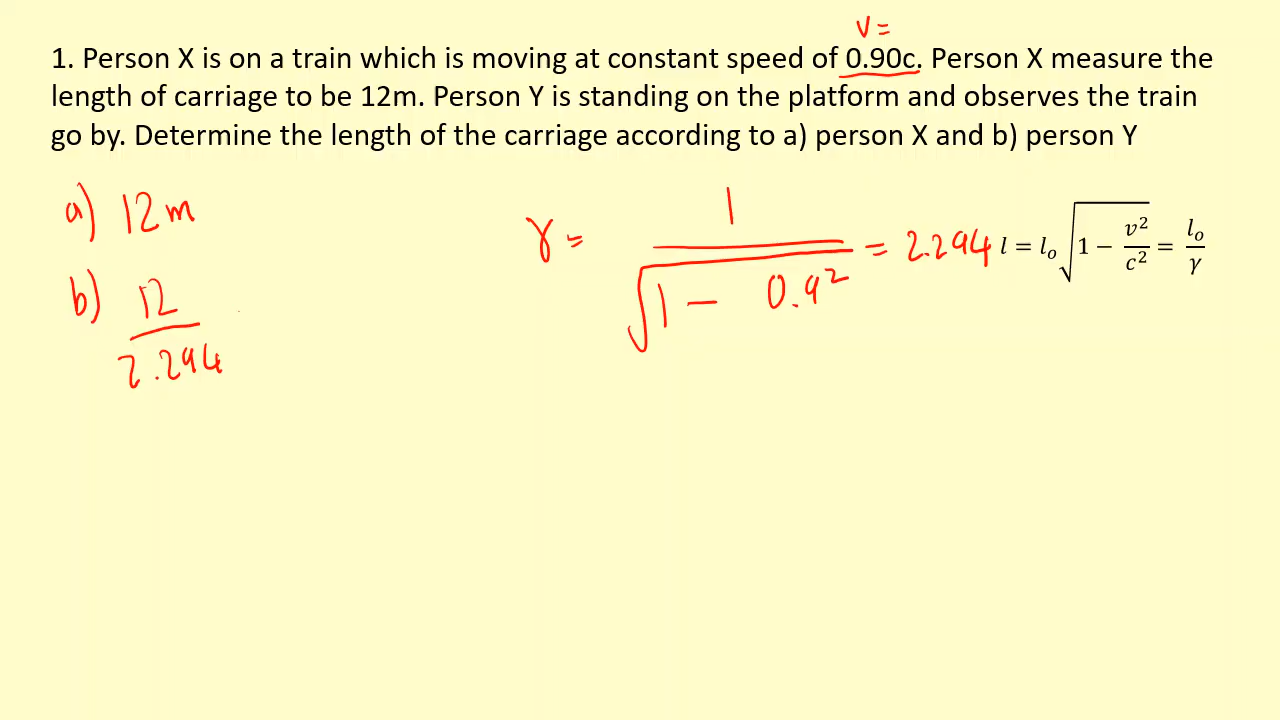 V =
1. Person X is on a train which is moving at constant speed of 0.90c. Person X measure the
length of carriage to be 12m. Person Y is standing on the platform and observes the train
go by. Determine the length of the carriage according to a) person X and b) person Y
a) 12m
b) 12 / 2.294
γ = 1 / √(1 - 0.9²) = 2.294
l = lₒ √(1 − v²/c²) = lₒ/γ